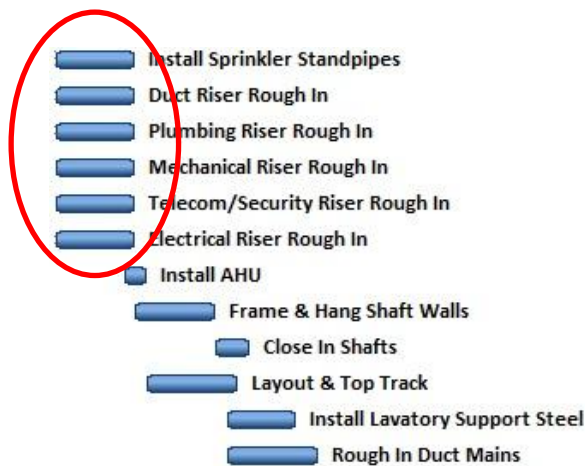 Install Sprinkler Standpipes
Duct Riser Rough In
Plumbing Riser Rough In
Mechanical Riser Rough In
Telecom/Security Riser Rough In
Electrical Riser Rough In
Install AHU
Frame & Hang Shaft Walls
Close In Shafts
Layout & Top Track
Install Lavatory Support Steel
Rough In Duct Mains